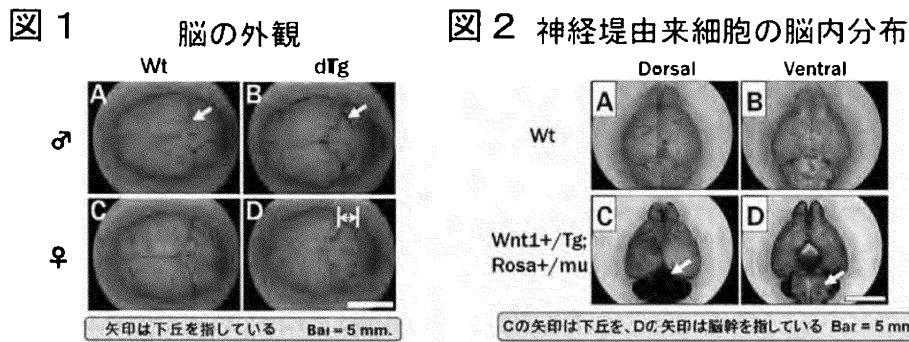 図1 脳の外観
Wt dTg
A B
♂
C D
♀
矢印は下丘を指している Bar = 5 mm.
図2 神経堤由来細胞の脳内分布
Dorsal Ventral
A B
Wt
C D
Wnt1+/Tg;
Rosa+/mu
Cの矢印は下丘を、Dの矢印は脳幹を指している Bar = 5 mm